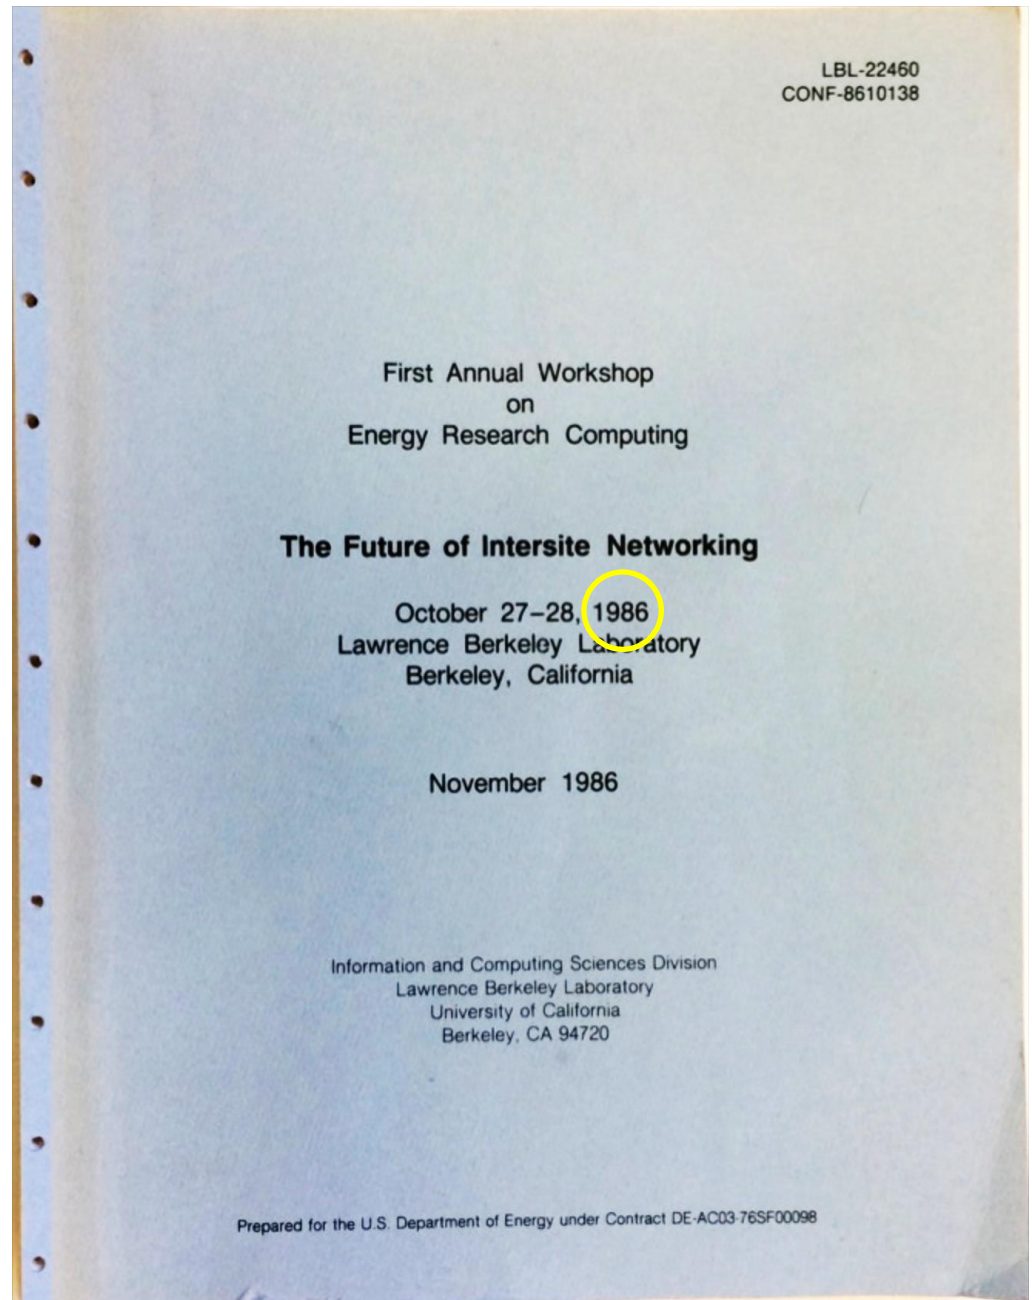 LBL-22460
CONF-8610138
First Annual Workshop
on
Energy Research Computing
The Future of Intersite Networking
October 27–28, 1986
Lawrence Berkeley Laboratory
Berkeley, California
November 1986
Information and Computing Sciences Division
Lawrence Berkeley Laboratory
University of California
Berkeley, CA 94720
Prepared for the U.S. Department of Energy under Contract DE-AC03-76SF00098